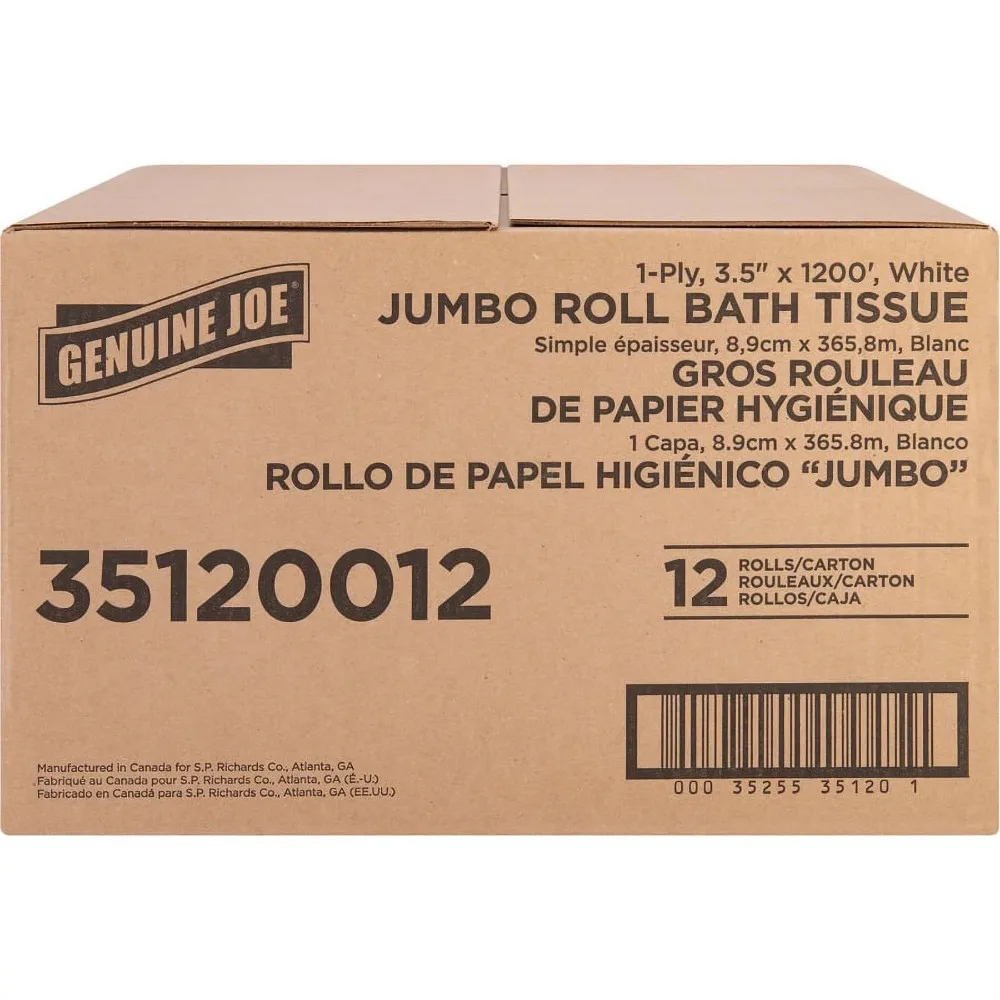 GENUINE JOE®
1-Ply, 3.5" x 1200', White
JUMBO ROLL BATH TISSUE
Simple épaisseur, 8,9cm x 365,8m, Blanc
GROS ROULEAU
DE PAPIER HYGIÉNIQUE
1 Capa, 8.9cm x 365.8m, Blanco
ROLLO DE PAPEL HIGIÉNICO “JUMBO”
35120012
12 ROLLS/CARTON
ROULEAUX/CARTON
ROLLOS/CAJA
Manufactured in Canada for S.P. Richards Co., Atlanta, GA
Fabriqué au Canada pour S.P. Richards Co., Atlanta, GA (É.-U.)
Fabricado en Canadá para S.P. Richards Co., Atlanta, GA (EE.UU.)
000 35255 35120 1